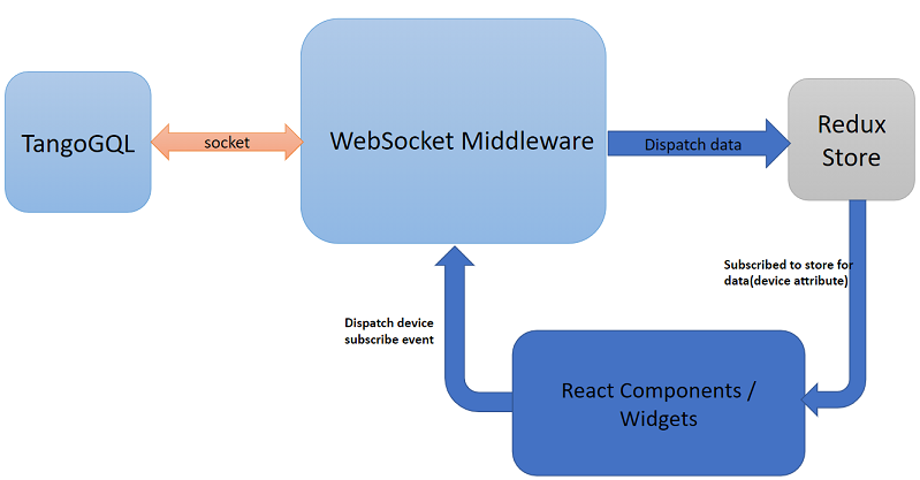 TangoGQL
socket
WebSocket Middleware
Dispatch data
Redux
Store
Subscribed to store for
data(device attribute)
Dispatch device
subscribe event
React Components /
Widgets